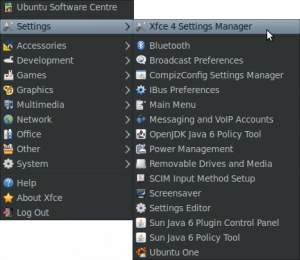 Ubuntu Software Centre
Settings
Accessories
Development
Games
Graphics
Multimedia
Network
Office
Other
System
Help
About Xfce
Log Out
Xfce 4 Settings Manager
Bluetooth
Broadcast Preferences
CompizConfig Settings Manager
IBus Preferences
Main Menu
Messaging and VoIP Accounts
OpenJDK Java 6 Policy Tool
Power Management
Removable Drives and Media
SCIM Input Method Setup
Screensaver
Settings Editor
Sun Java 6 Plugin Control Panel
Sun Java 6 Policy Tool
Ubuntu One